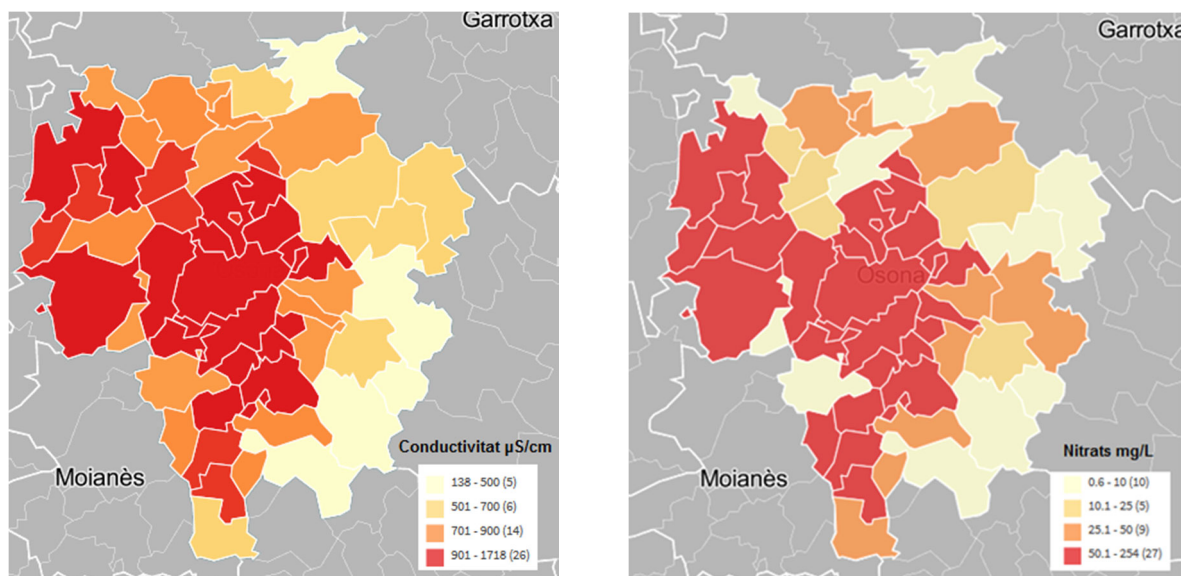 Garrotxa
Moianès
Conductivitat µS/cm
138 - 500 (5)
501 - 700 (6)
701 - 900 (14)
901 - 1718 (26)
Garrotxa
Osona
Moianès
Nitrats mg/L
0.6 - 10 (10)
10.1 - 25 (5)
25.1 - 50 (9)
50.1 - 254 (27)